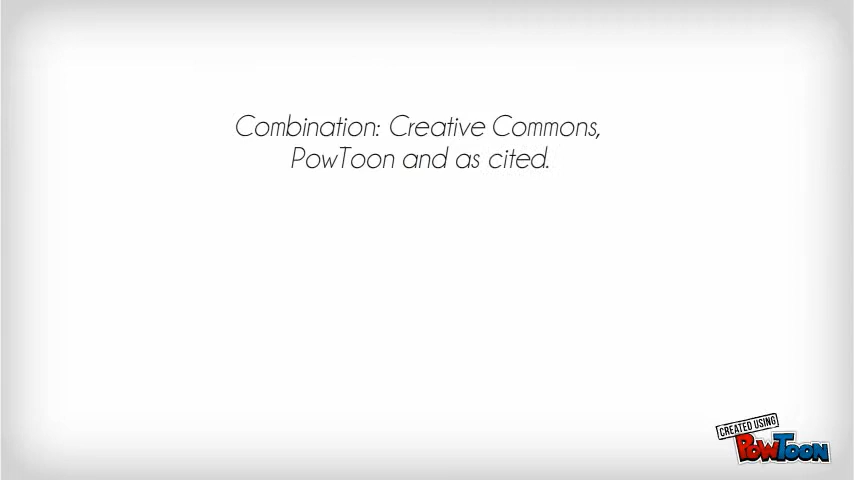 Combination: Creative Commons,
PowToon and as cited.
CREATED USING
PowToon